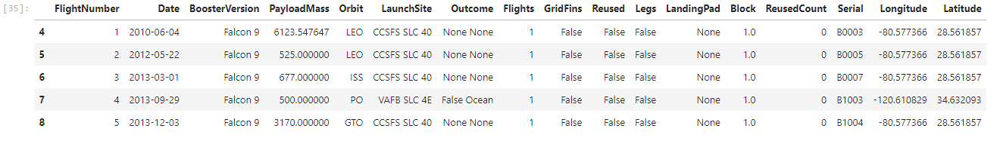 [35]: FlightNumber Date BoosterVersion PayloadMass Orbit LaunchSite Outcome Flights GridFins Reused Legs LandingPad Block ReusedCount Serial Longitude Latitude
4 1 2010-06-04 Falcon 9 6123.547647 LEO CCSFS SLC 40 None None 1 False False False None 1.0 0 B0003 -80.577366 28.561857
5 2 2012-05-22 Falcon 9 525.000000 LEO CCSFS SLC 40 None None 1 False False False None 1.0 0 B0005 -80.577366 28.561857
6 3 2013-03-01 Falcon 9 677.000000 ISS CCSFS SLC 40 None None 1 False False False None 1.0 0 B0007 -80.577366 28.561857
7 4 2013-09-29 Falcon 9 500.000000 PO VAFB SLC 4E False Ocean 1 False False False None 1.0 0 B1003 -120.610829 34.632093
8 5 2013-12-03 Falcon 9 3170.000000 GTO CCSFS SLC 40 None None 1 False False False None 1.0 0 B1004 -80.577366 28.561857